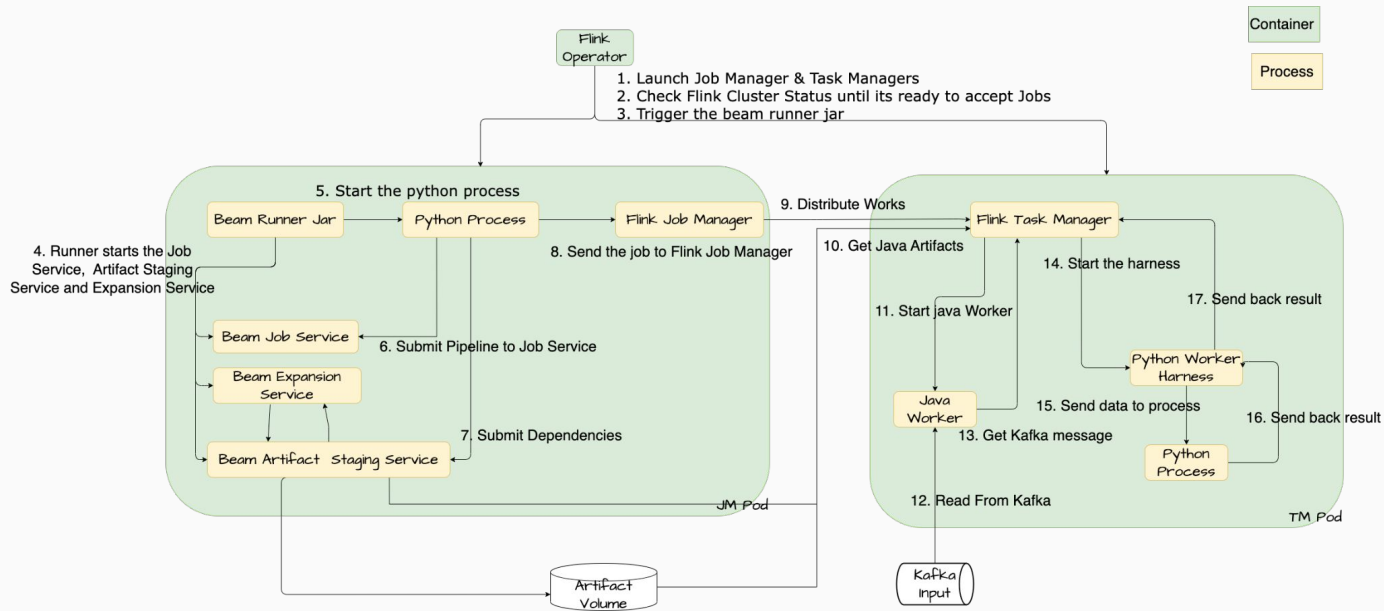 Container
Process
Flink
Operator
1. Launch Job Manager & Task Managers
2. Check Flink Cluster Status until its ready to accept Jobs
3. Trigger the beam runner jar
5. Start the python process
Beam Runner Jar
Python Process
Flink Job Manager
9. Distribute Works
Flink Task Manager
4. Runner starts the Job
Service, Artifact Staging
Service and Expansion Service
8. Send the job to Flink Job Manager
10. Get Java Artifacts
14. Start the harness
17. Send back result
11. Start java Worker
Beam Job Service
6. Submit Pipeline to Job Service
Beam Expansion
Service
Python Worker
Harness
Java
Worker
15. Send data to process
16. Send back result
7. Submit Dependencies
13. Get Kafka message
Beam Artifact Staging Service
Python
Process
JM Pod
12. Read From Kafka
TM Pod
Artifact
Volume
Kafka
Input